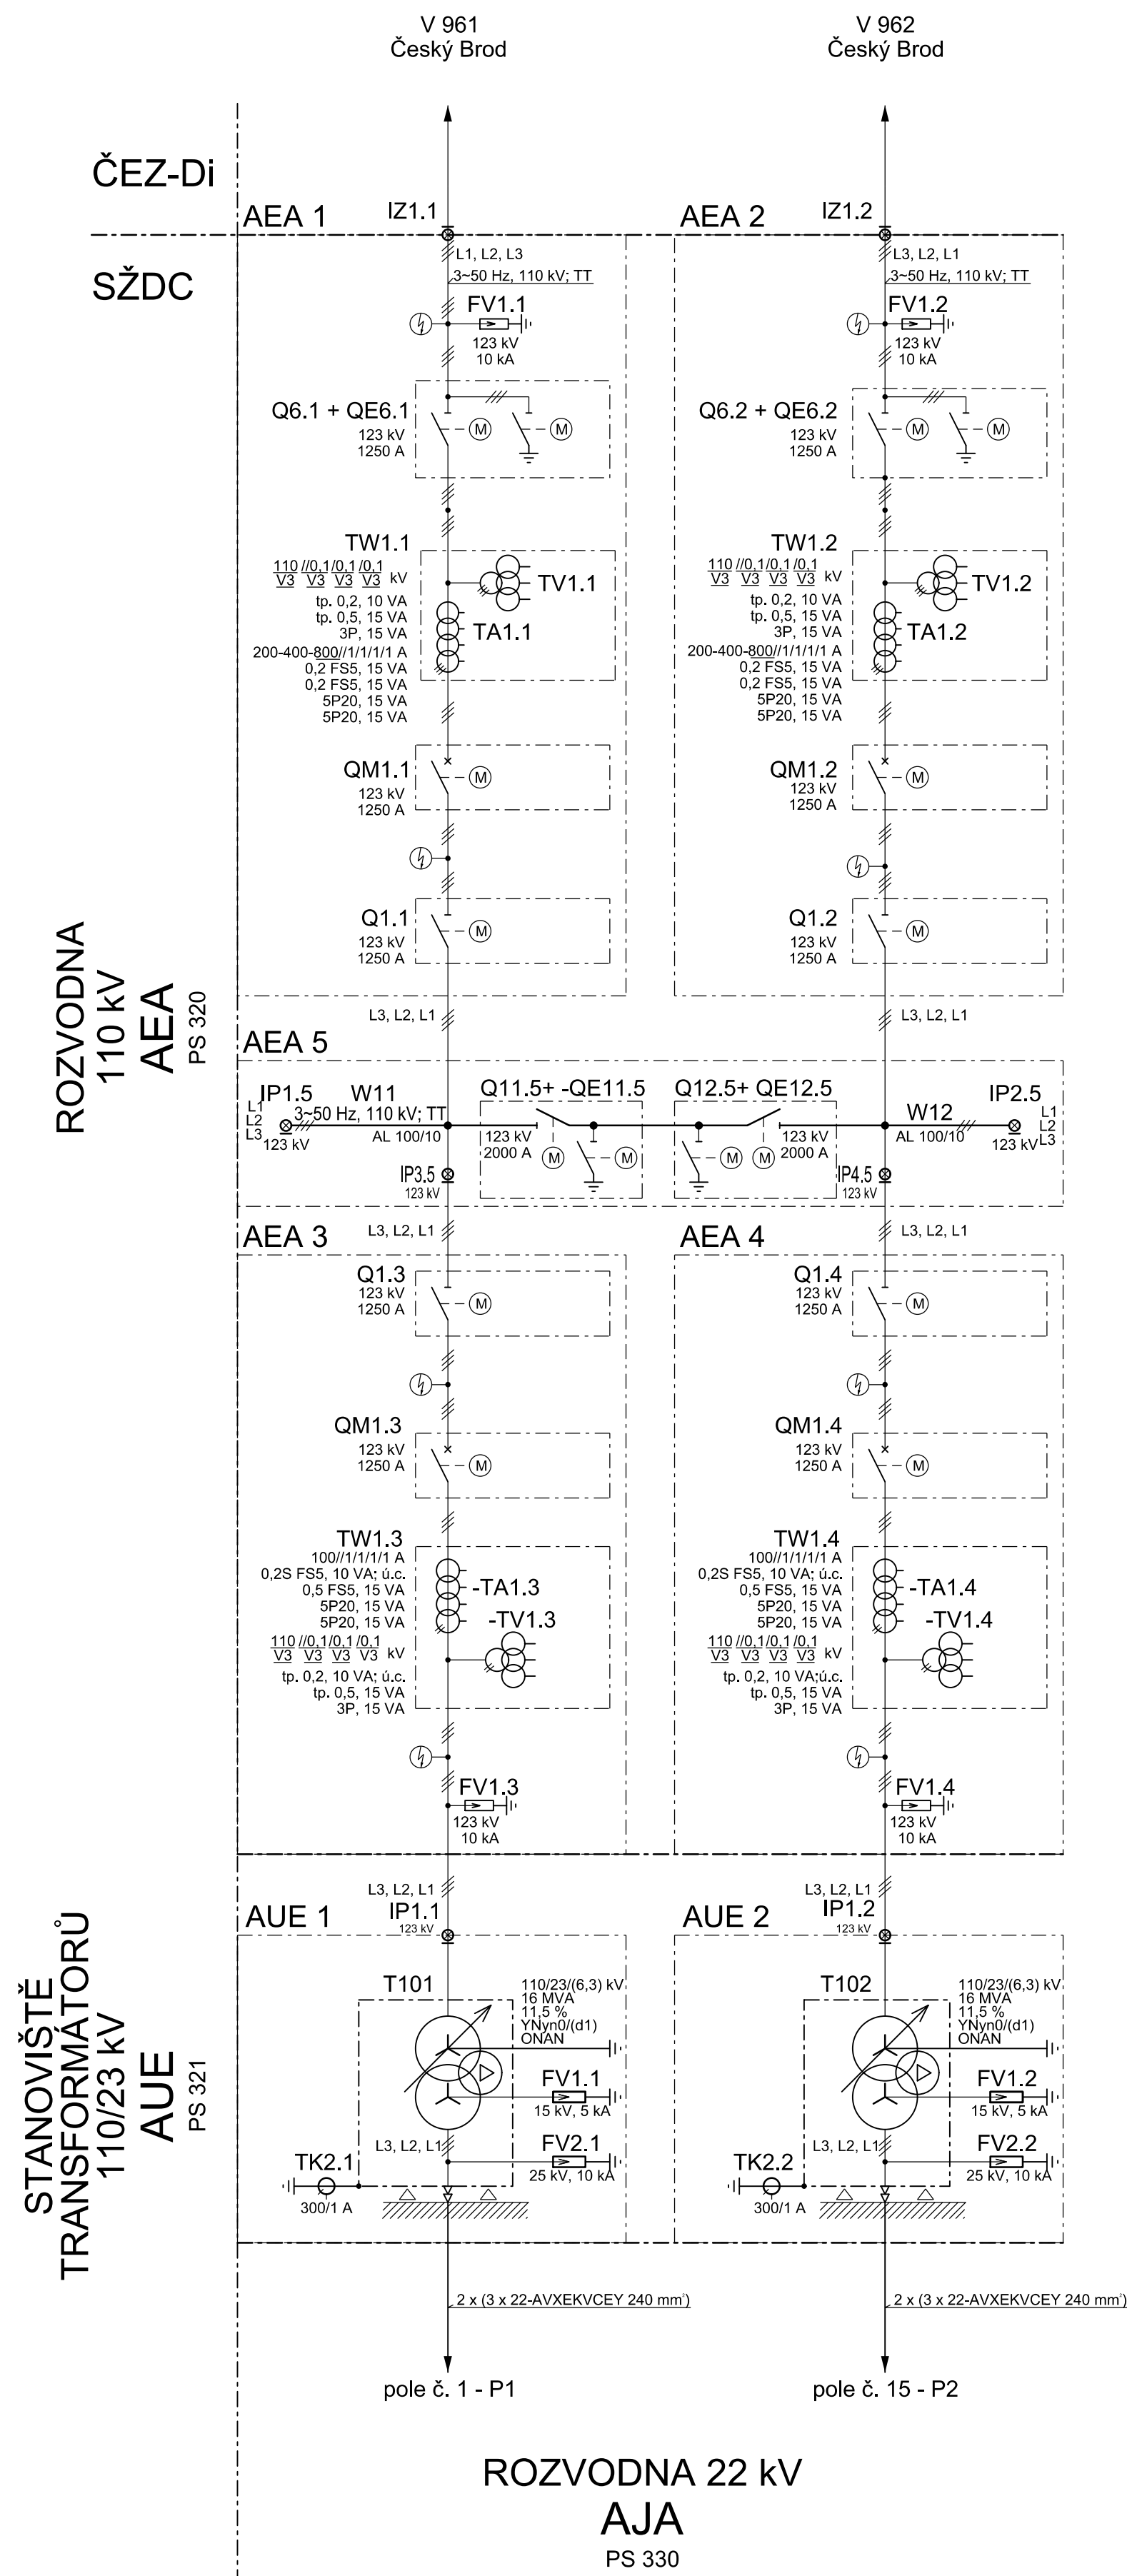 V 961
Český Brod
V 962
Český Brod
ČEZ-Di
SŽDC
AEA 1
IZ1.1
L1, L2, L3
3~50 Hz, 110 kV; TT
FV1.1
123 kV
10 kA
Q6.1 + QE6.1
123 kV
1250 A
M
M
TW1.1
110 //0,1/0,1 /0,1
V3 V3 V3 V3 kV
tp. 0,2, 10 VA
tp. 0,5, 15 VA
3P, 15 VA
200-400-800//1/1/1/1 A
0,2 FS5, 15 VA
0,2 FS5, 15 VA
5P20, 15 VA
5P20, 15 VA
TV1.1
TA1.1
QM1.1
123 kV
1250 A
M
Q1.1
123 kV
1250 A
M
L3, L2, L1
AEA 2
IZ1.2
L3, L2, L1
3~50 Hz, 110 kV; TT
FV1.2
123 kV
10 kA
Q6.2 + QE6.2
123 kV
1250 A
M
M
TW1.2
110 //0,1/0,1 /0,1
V3 V3 V3 V3 kV
tp. 0,2, 10 VA
tp. 0,5, 15 VA
3P, 15 VA
200-400-800//1/1/1/1 A
0,2 FS5, 15 VA
0,2 FS5, 15 VA
5P20, 15 VA
5P20, 15 VA
TV1.2
TA1.2
QM1.2
123 kV
1250 A
M
Q1.2
123 kV
1250 A
M
L3, L2, L1
ROZVODNA
110 kV
AEA
PS 320
AEA 5
IP1.5
L1
L2
L3
123 kV
W11
3~50 Hz, 110 kV; TT
AL 100/10
Q11.5+ -QE11.5
123 kV
2000 A
M
M
Q12.5+ QE12.5
123 kV
2000 A
M
M
W12
AL 100/10
IP2.5
L1
L2
L3
123 kV
IP3.5
123 kV
IP4.5
123 kV
L3, L2, L1
L3, L2, L1
AEA 3
Q1.3
123 kV
1250 A
M
QM1.3
123 kV
1250 A
M
TW1.3
100//1/1/1/1 A
0,2S FS5, 10 VA; ú.c.
0,5 FS5, 15 VA
5P20, 15 VA
5P20, 15 VA
-TA1.3
-TV1.3
110 //0,1/0,1 /0,1
V3 V3 V3 V3 kV
tp. 0,2, 10 VA; ú.c.
tp. 0,5, 15 VA
3P, 15 VA
FV1.3
123 kV
10 kA
AEA 4
Q1.4
123 kV
1250 A
M
QM1.4
123 kV
1250 A
M
TW1.4
100//1/1/1/1 A
0,2S FS5, 10 VA; ú.c.
0,5 FS5, 15 VA
5P20, 15 VA
5P20, 15 VA
-TA1.4
-TV1.4
110 //0,1/0,1 /0,1
V3 V3 V3 V3 kV
tp. 0,2, 10 VA;ú.c.
tp. 0,5, 15 VA
3P, 15 VA
FV1.4
123 kV
10 kA
STANOVIŠTĚ
TRANSFORMÁTORŮ
110/23 kV
AUE
PS 321
L3, L2, L1
AUE 1
IP1.1
123 kV
T101
110/23/(6,3) kV
16 MVA
11,5 %
YNyn0/(d1)
ONAN
FV1.1
15 kV, 5 kA
L3, L2, L1
FV2.1
25 kV, 10 kA
TK2.1
300/1 A
L3, L2, L1
AUE 2
IP1.2
123 kV
T102
110/23/(6,3) kV
16 MVA
11,5 %
YNyn0/(d1)
ONAN
FV1.2
15 kV, 5 kA
L3, L2, L1
FV2.2
25 kV, 10 kA
TK2.2
300/1 A
2 x (3 x 22-AVXEKVCEY 240 mm²)
2 x (3 x 22-AVXEKVCEY 240 mm²)
pole č. 1 - P1
pole č. 15 - P2
ROZVODNA 22 kV
AJA
PS 330